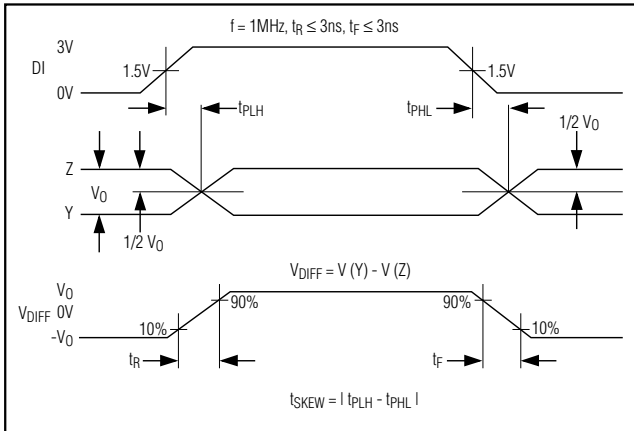 f = 1MHz, tR ≤ 3ns, tF ≤ 3ns
3V
DI
1.5V
1.5V
0V
tPLH
tPHL
1/2 VO
Z
VO
Y
1/2 VO
VDIFF = V (Y) - V (Z)
VO
VDIFF 0V
-VO
90%
90%
10%
10%
tR
tF
tSKEW = | tPLH - tPHL |